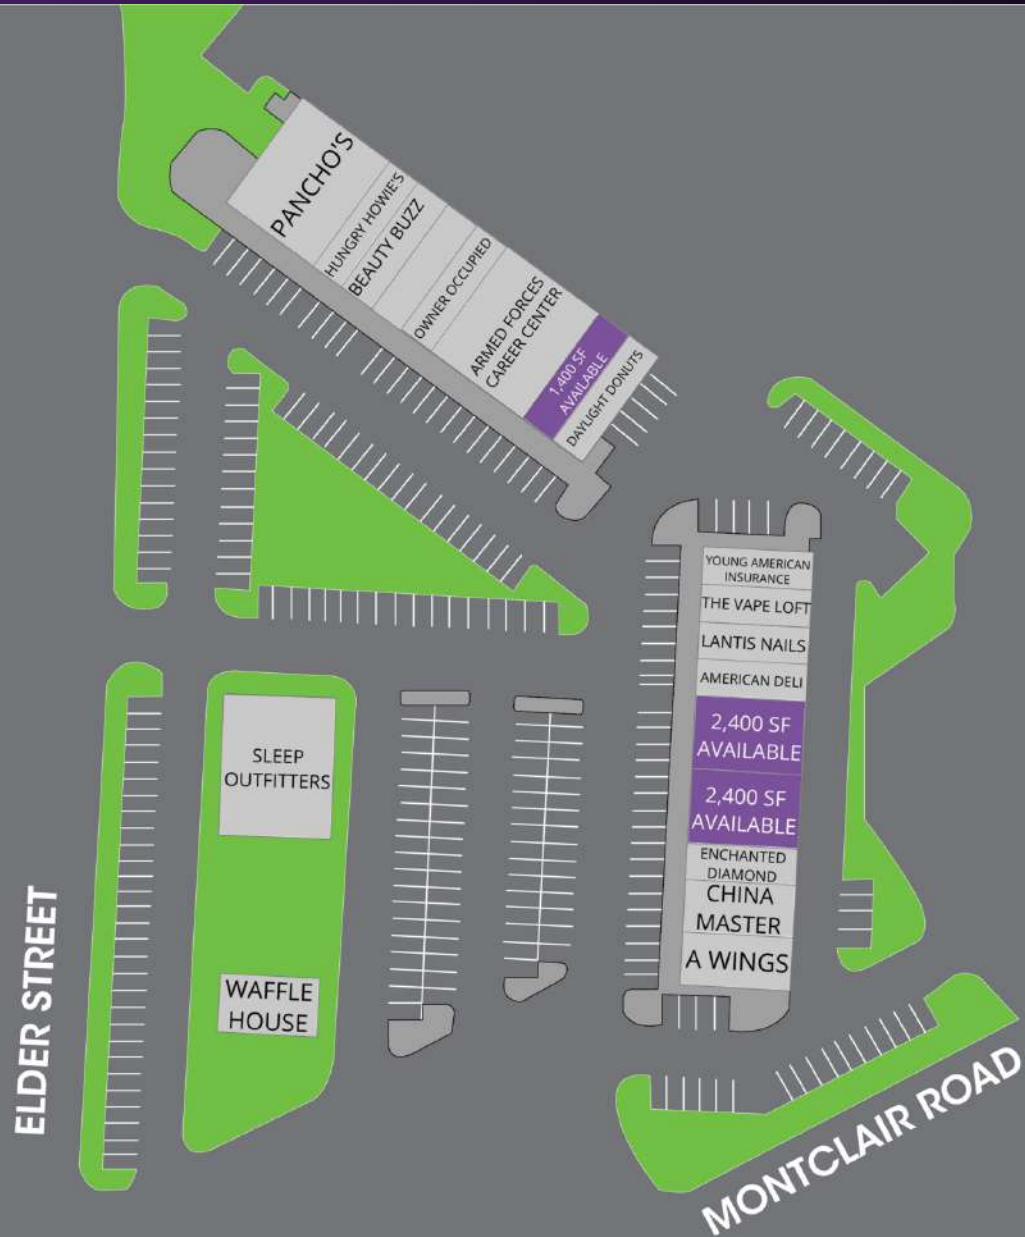 PANCHO'S
HUNGRY HOWIE'S
BEAUTY BUZZ
OWNER OCCUPIED
ARMED FORCES
CAREER CENTER
1,400 SF
AVAILABLE
DAYLIGHT DONUTS
YOUNG AMERICAN
INSURANCE
THE VAPE LOFT
LANTIS NAILS
AMERICAN DELI
2,400 SF
AVAILABLE
2,400 SF
AVAILABLE
ENCHANTED
DIAMOND
CHINA
MASTER
A WINGS
SLEEP
OUTFITTERS
WAFFLE
HOUSE
ELDER STREET
MONTCLAIR ROAD